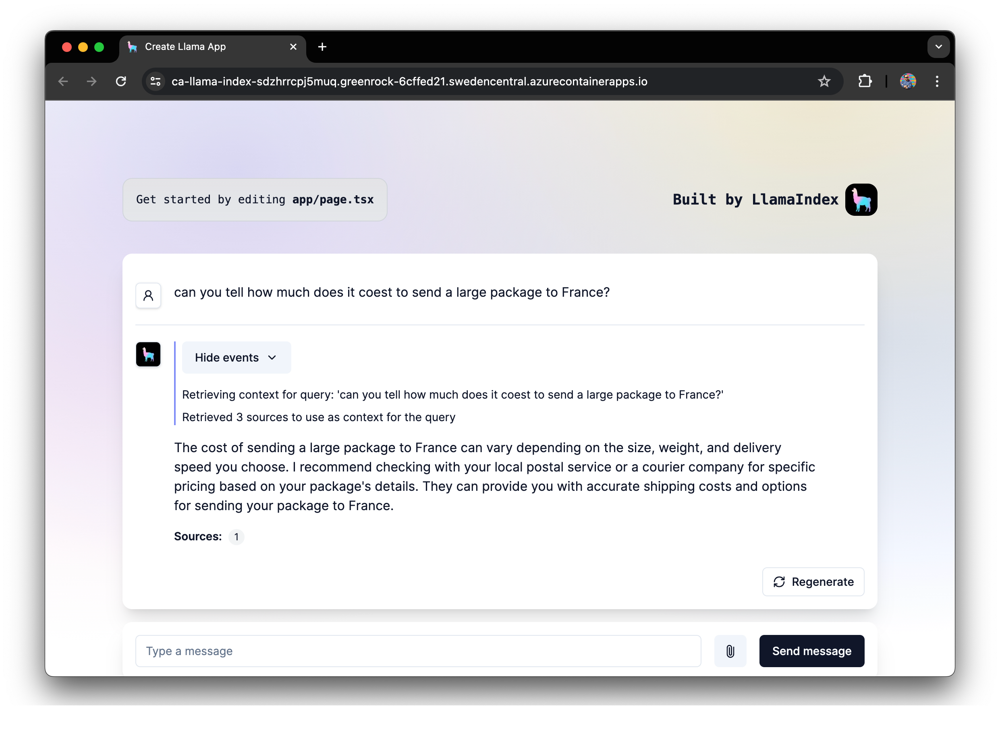 Create Llama App
ca-llama-index-sdzhrrcpj5muq.greenrock-6cffed21.swedencentral.azurecontainerapps.io
Get started by editing app/page.tsx
Built by LlamaIndex
can you tell how much does it coest to send a large package to France?
Hide events
Retrieving context for query: 'can you tell how much does it coest to send a large package to France?'
Retrieved 3 sources to use as context for the query
The cost of sending a large package to France can vary depending on the size, weight, and delivery
speed you choose. I recommend checking with your local postal service or a courier company for specific
pricing based on your package's details. They can provide you with accurate shipping costs and options
for sending your package to France.
Sources: 1
Regenerate
Type a message
Send message